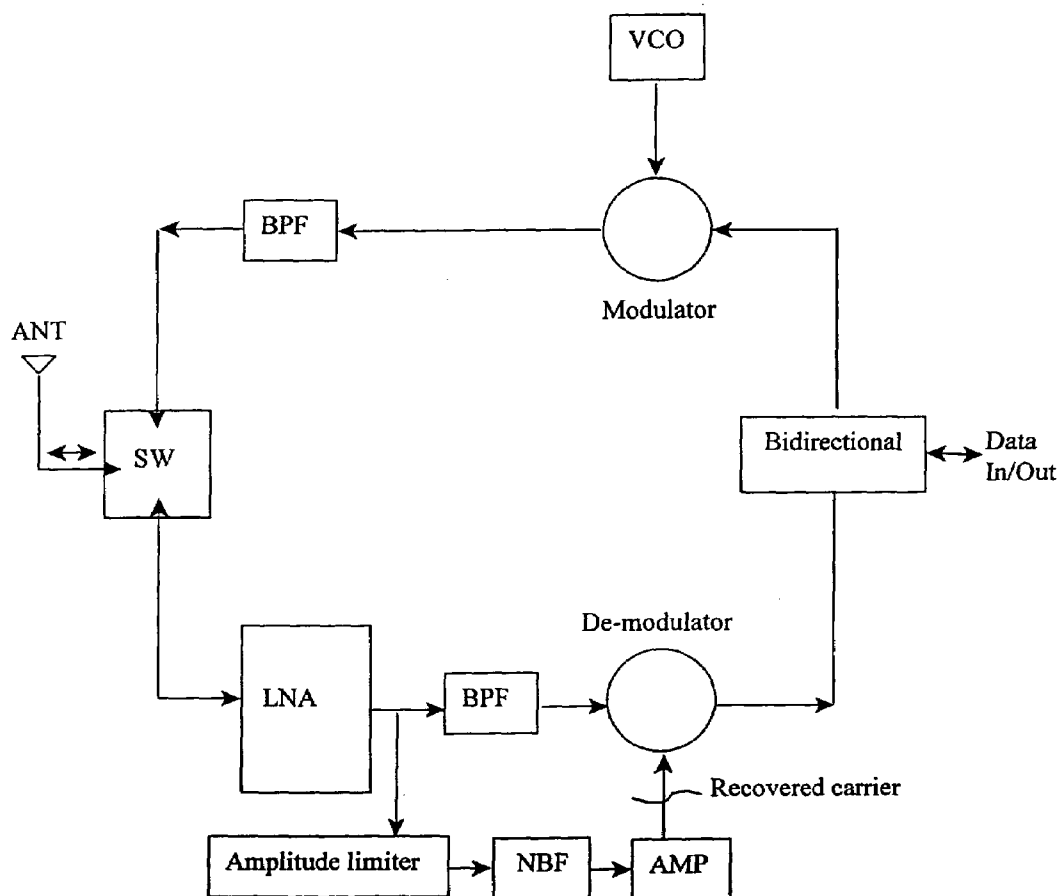 VCO
BPF
Modulator
ANT
SW
Bidirectional
Data
In/Out
De-modulator
LNA
BPF
Recovered carrier
Amplitude limiter
NBF
AMP